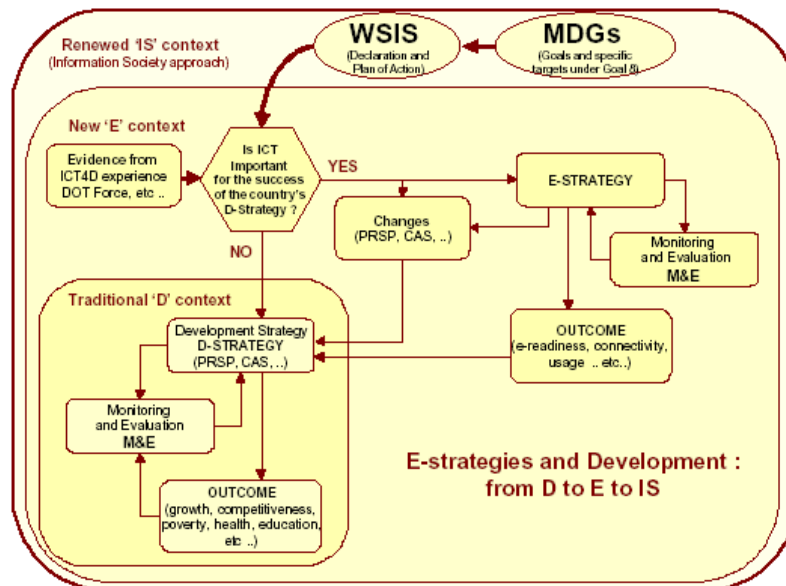 Renewed 'IS' context
(Information Society approach)
WSIS
(Declaration and
Plan of Action)
MDGs
(Goals and specific
targets under Goal 8)
New 'E' context
Evidence from
ICT4D experience
DOT Force, etc ..
Is ICT
Important
for the success
of the country's
D-Strategy ?
YES
NO
E-STRATEGY
Changes
(PRSP, CAS, ..)
Monitoring
and Evaluation
M&E
Traditional 'D' context
Development Strategy
D-STRATEGY
(PRSP, CAS, ..)
OUTCOME
(e-readiness, connectivity,
usage .. etc..)
Monitoring
and Evaluation
M&E
OUTCOME
(growth, competitiveness,
poverty, health, education,
etc ..)
E-strategies and Development :
from D to E to IS